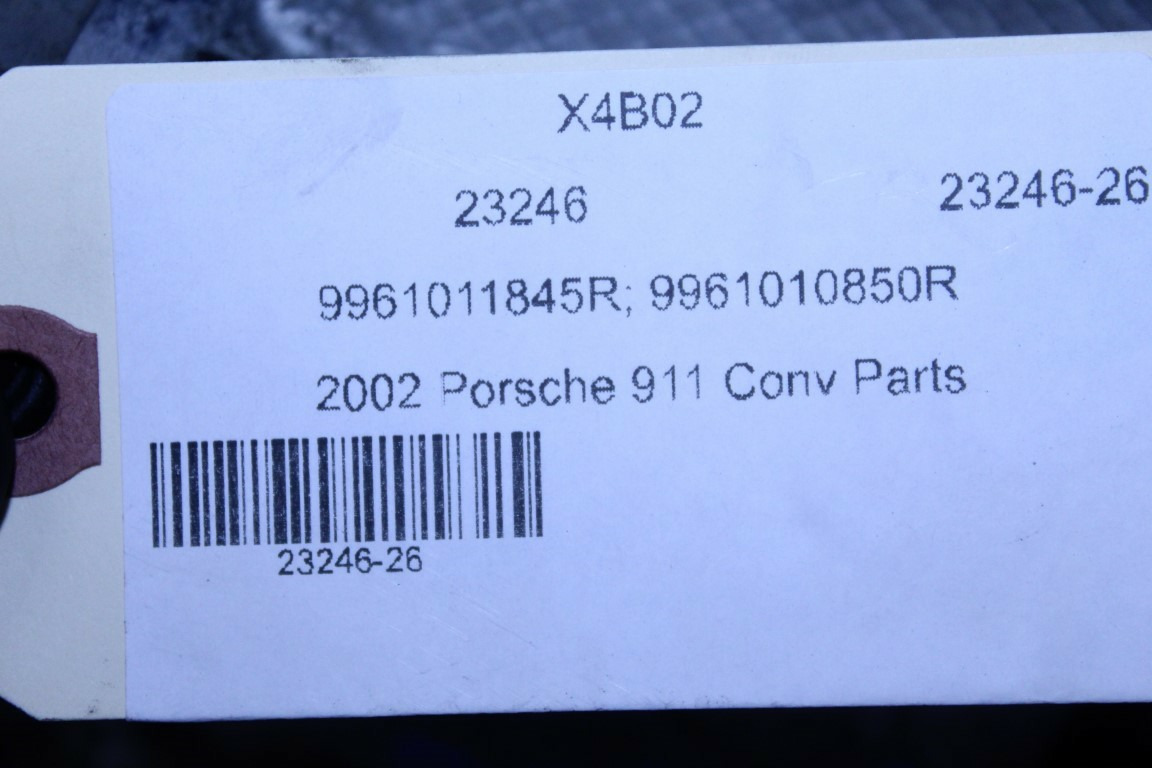 X4B02
23246 23246-26
9961011845R; 9961010850R
2002 Porsche 911 Conv Parts
23246-26